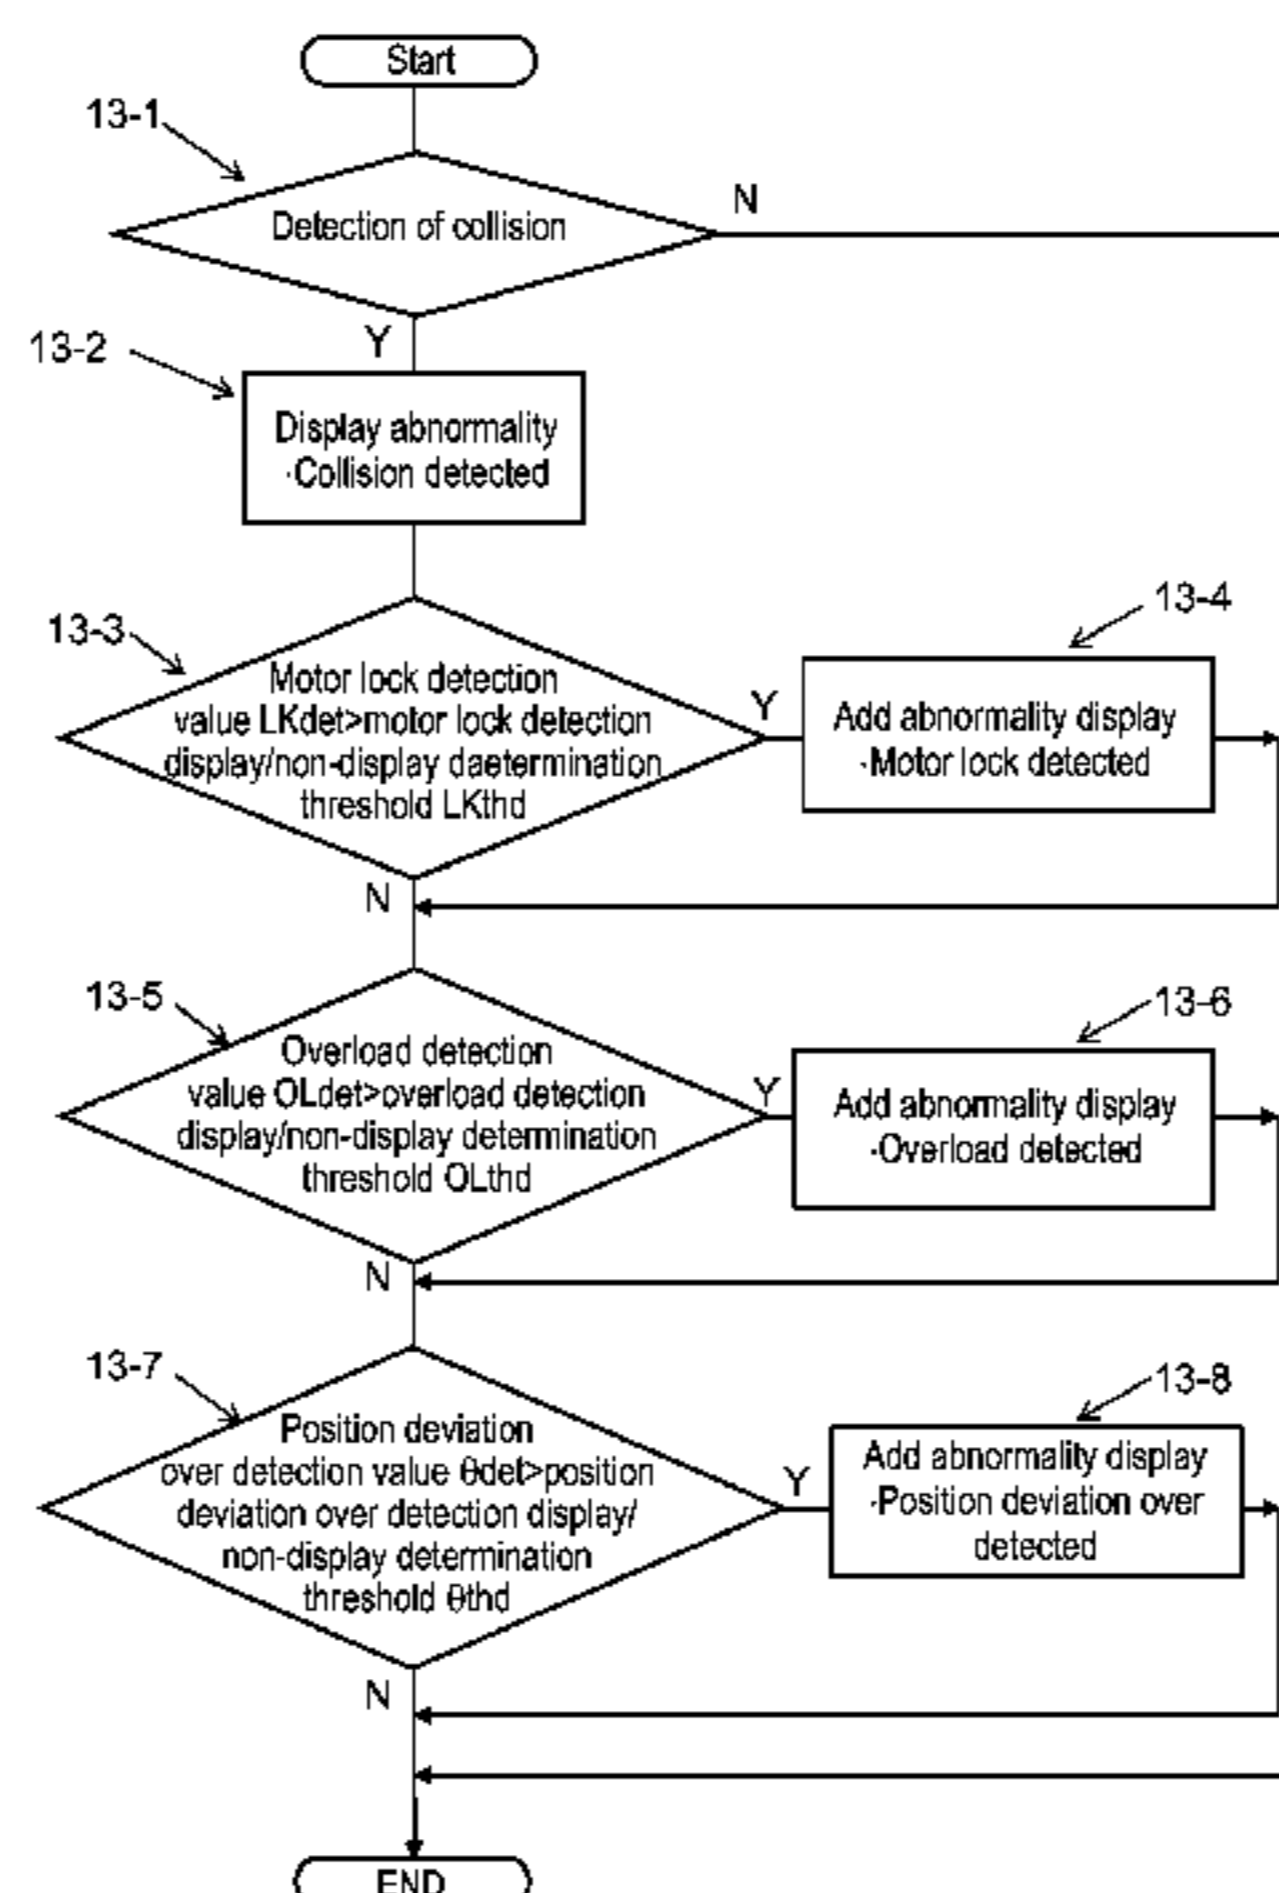 Start
13-1
Detection of collision
N
Y
13-2
Display abnormality
·Collision detected
13-3
Motor lock detection
value LKdet>motor lock detection
display/non-display daetermination
threshold LKthd
Y
13-4
Add abnormality display
·Motor lock detected
N
13-5
Overload detection
value OLdet>overload detection
display/non-display determination
threshold OLthd
Y
13-6
Add abnormality display
·Overload detected
N
13-7
Position deviation
over detection value θdet>position
deviation over detection display/
non-display determination
threshold θthd
Y
13-8
Add abnormality display
·Position deviation over
detected
N
END